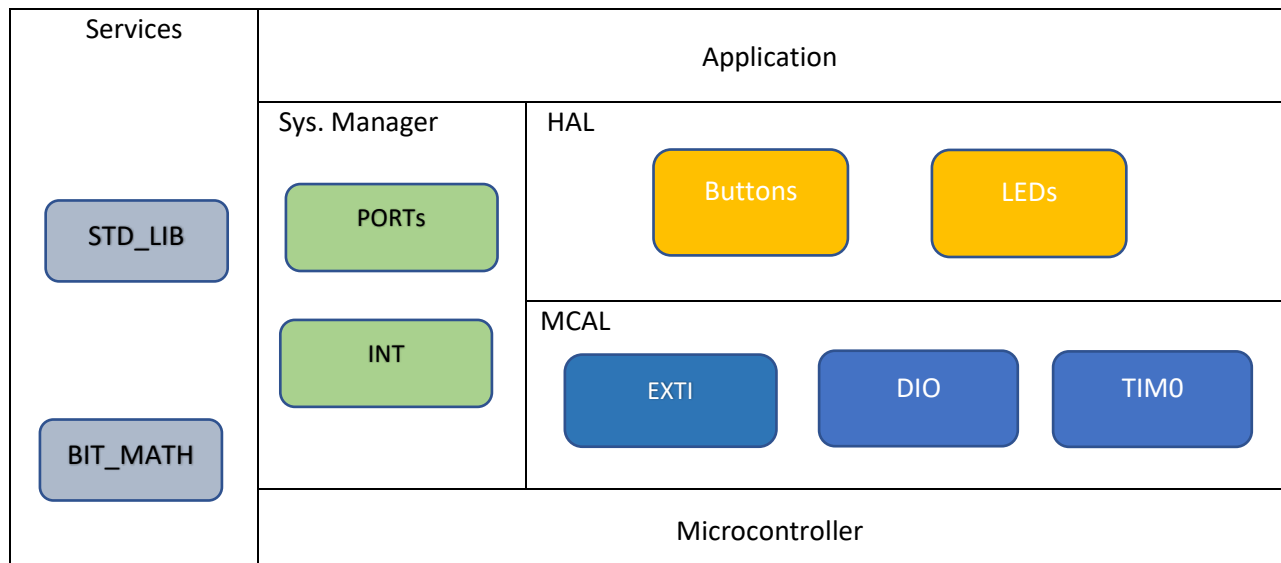 Services
Application
Sys. Manager
HAL
Buttons
LEDs
PORTs
STD_LIB
MCAL
INT
EXTI
DIO
TIM0
BIT_MATH
Microcontroller